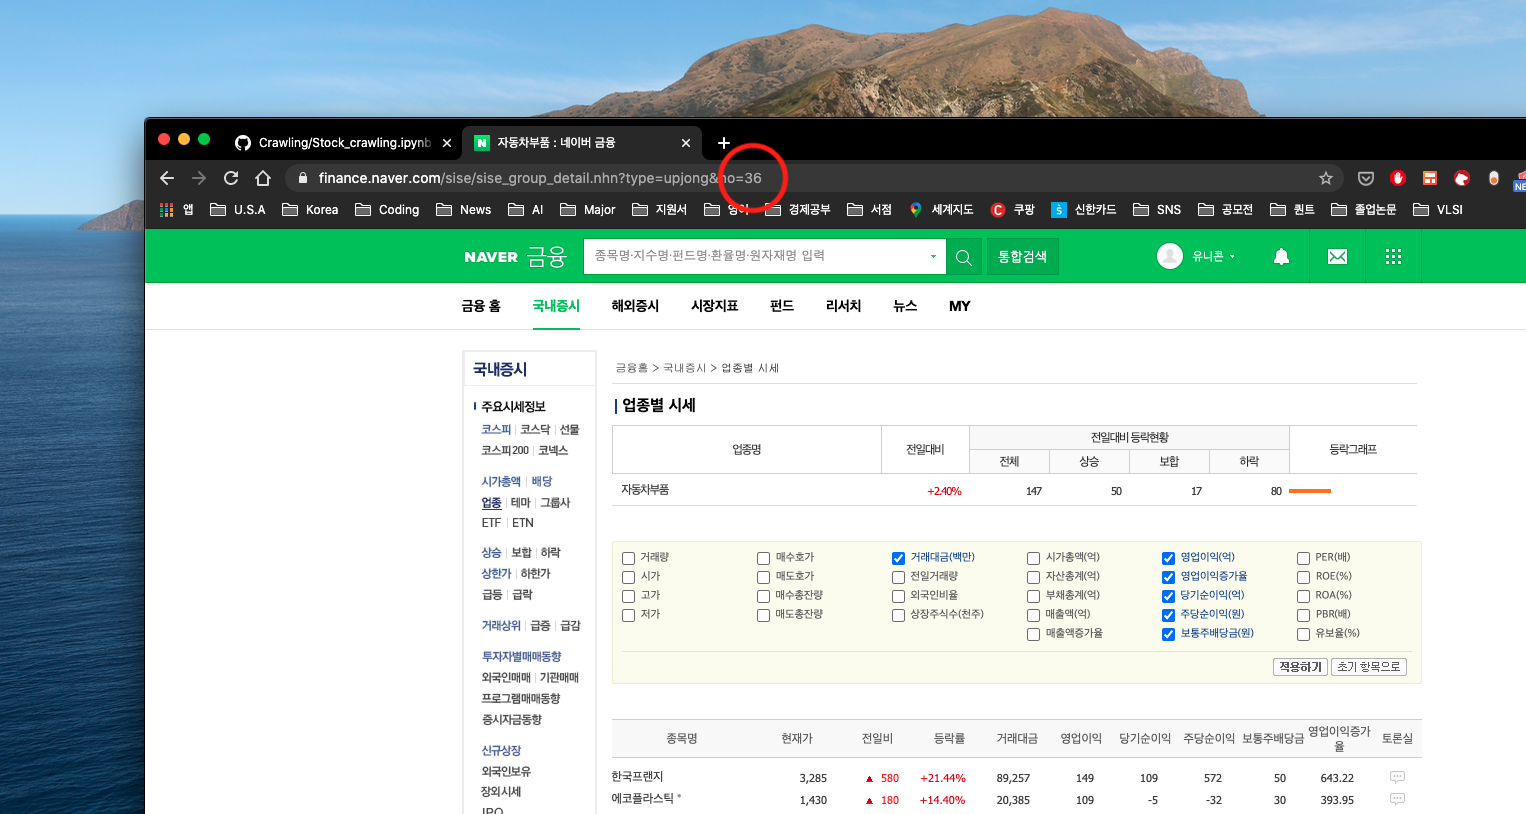 Crawling/Stock_crawling.ipynb
자동차부품 : 네이버 금융
finance.naver.com/sise/sise_group_detail.nhn?type=upjong&no=36
앱 U.S.A Korea Coding News AI Major 지원서 영어 경제공부 서점 세계지도 쿠팡 신한카드 SNS 공모전 퀀트 졸업논문 VLSI
NAVER 금융 종목명·지수명·펀드명·환율명·원자재명 입력 통합검색 유니콘
금융 홈 국내증시 해외증시 시장지표 펀드 리서치 뉴스 MY
국내증시
주요시세정보
코스피 코스닥 선물
코스피200 코넥스
시가총액 배당
업종 테마 그룹사
ETF ETN
상승 보합 하락
상한가 하한가
급등 급락
거래상위 급증 급감
투자자별매매동향
외국인매매 기관매매
프로그램매매동향
증시자금동향
신규상장
외국인보유
장외시세
IPO
금융홈 > 국내증시 > 업종별 시세
업종별 시세
업종명 전일대비 전일대비 등락현황 등락그래프
전체 상승 보합 하락
자동차부품 +2.40% 147 50 17 80
거래량 매수호가 거래대금(백만) 시가총액(억) 영업이익(억) PER(배)
시가 매도호가 전일거래량 자산총계(억) 영업이익증가율 ROE(%)
고가 매수총잔량 외국인비율 부채총계(억) 당기순이익(억) ROA(%)
저가 매도총잔량 상장주식수(천주) 매출액(억) 주당순이익(원) PBR(배)
매출액증가율 보통주배당금(원) 유보율(%)
적용하기 초기 항목으로
종목명 현재가 전일비 등락률 거래대금 영업이익 당기순이익 주당순이익 보통주배당금 영업이익증가율 토론실
한국프랜지 3,285 ▲ 580 +21.44% 89,257 149 109 572 50 643.22
에코플라스틱 * 1,430 ▲ 180 +14.40% 20,385 109 -5 -32 30 393.95